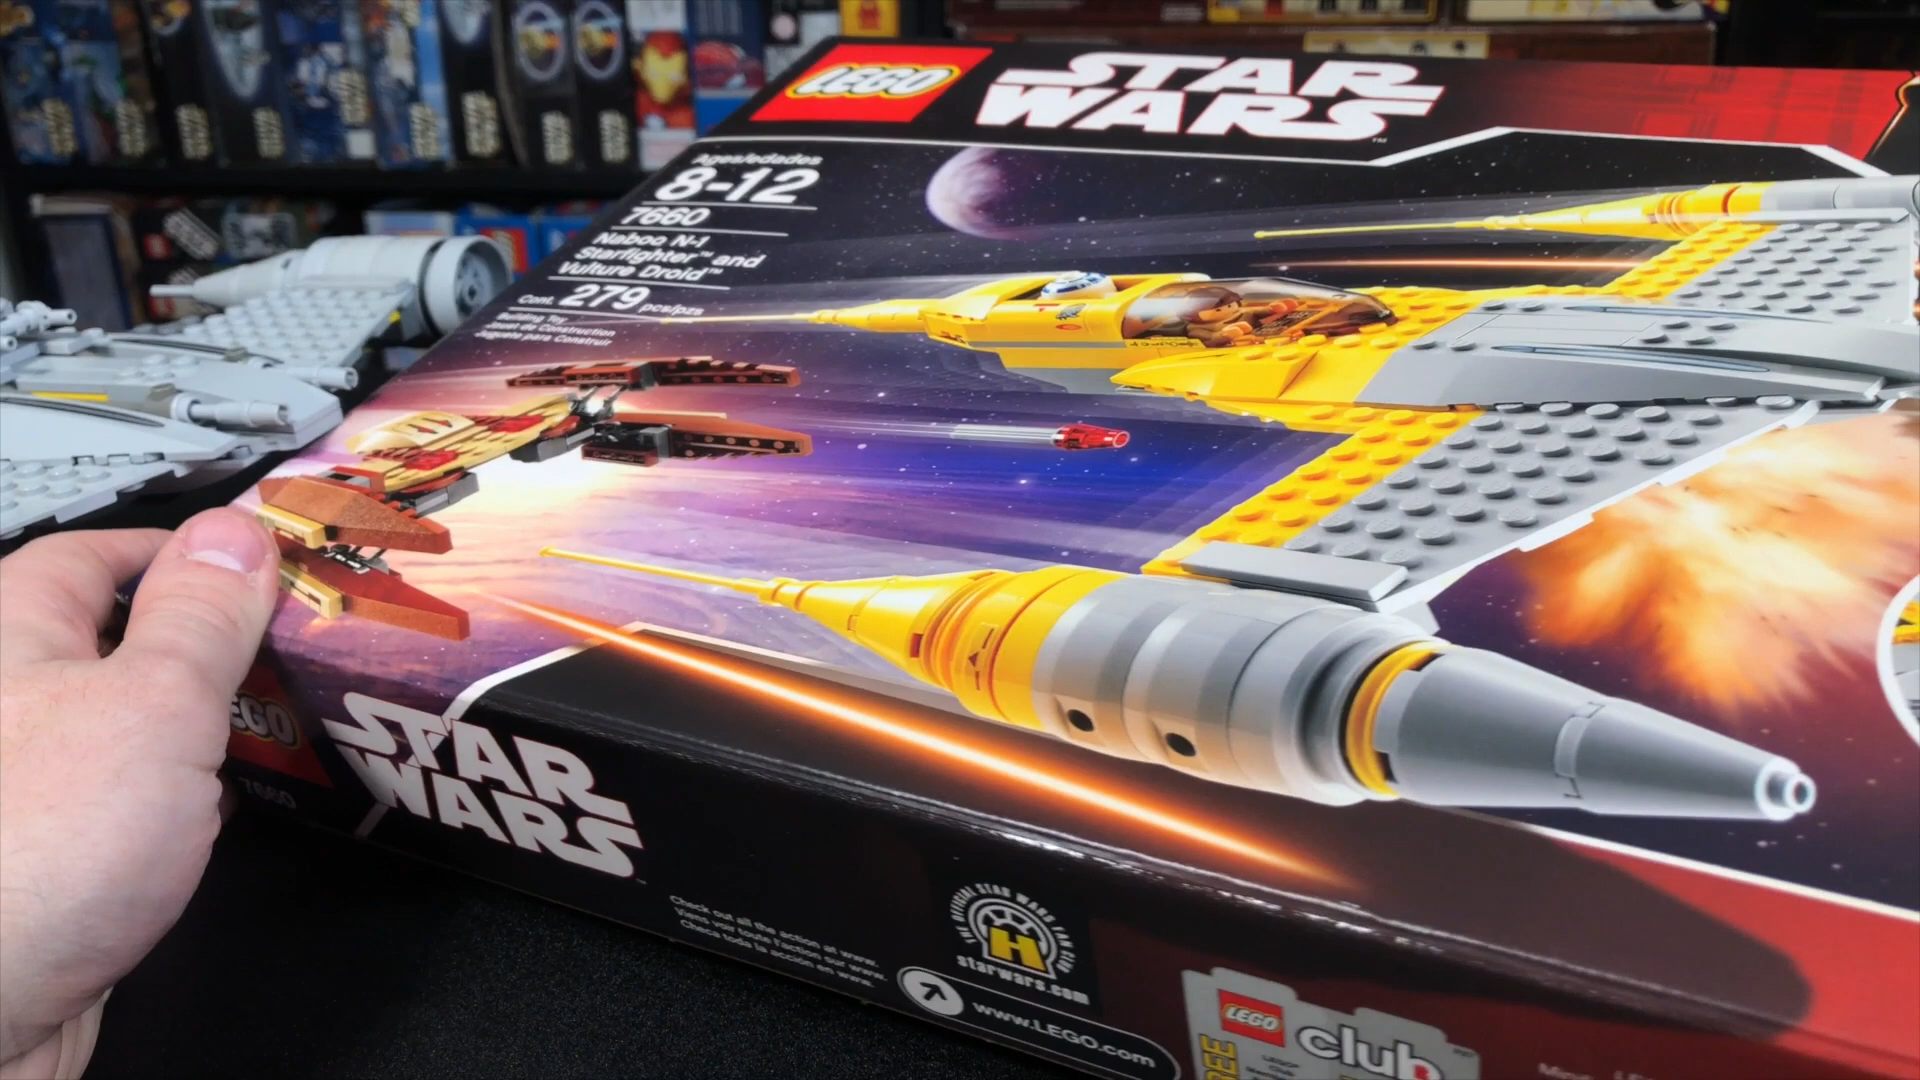 LEGO
STAR
WARS
™
Ages/edades
8-12
7660
Naboo N-1
Starfighter™ and
Vulture Droid™
Cont. 279 pcs/pzs
Building Toy
Jouet de Construction
Juguete para Construir
EGO
7660
STAR
WARS
Check out all the action at www.
Viens voir toute l'action sur www.
Checa toda la acción en www.
THE OFFICIAL STAR WARS FAN CLUB
H
starwars.com
www.LEGO.com
LEGO
club
REE